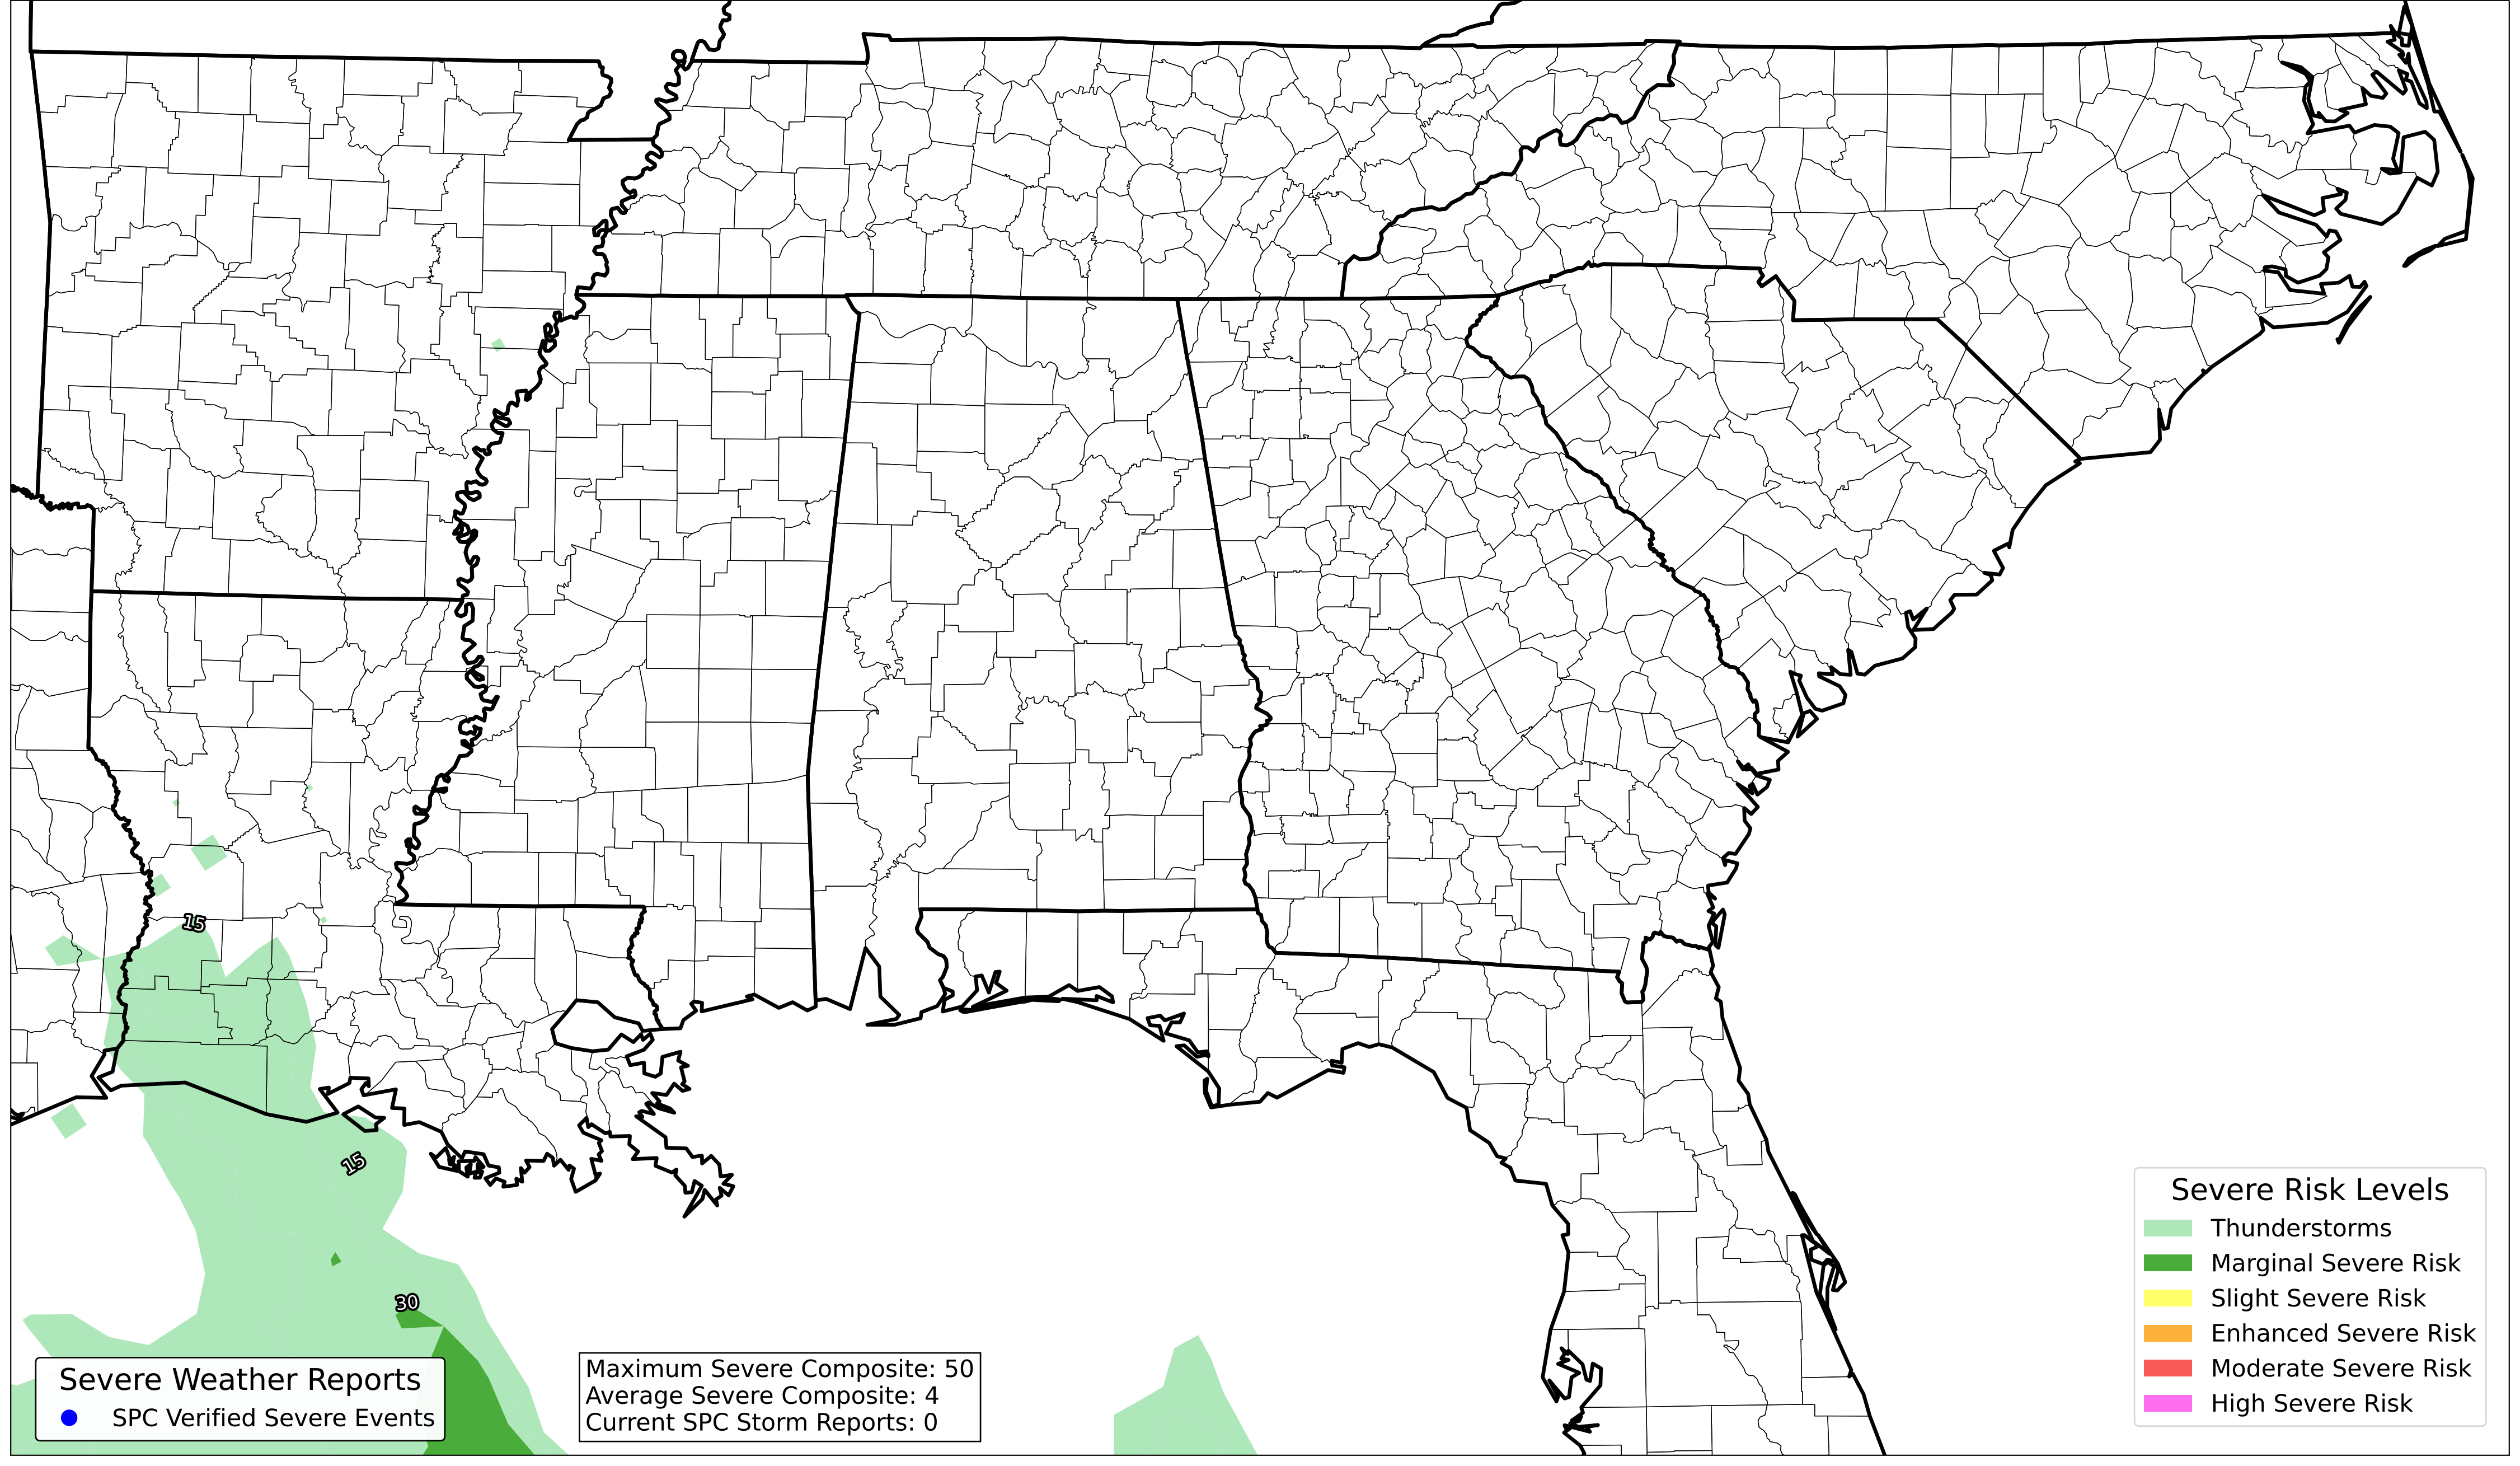 15
15
30
Severe Weather Reports
SPC Verified Severe Events
Maximum Severe Composite: 50
Average Severe Composite: 4
Current SPC Storm Reports: 0
Severe Risk Levels
Thunderstorms
Marginal Severe Risk
Slight Severe Risk
Enhanced Severe Risk
Moderate Severe Risk
High Severe Risk